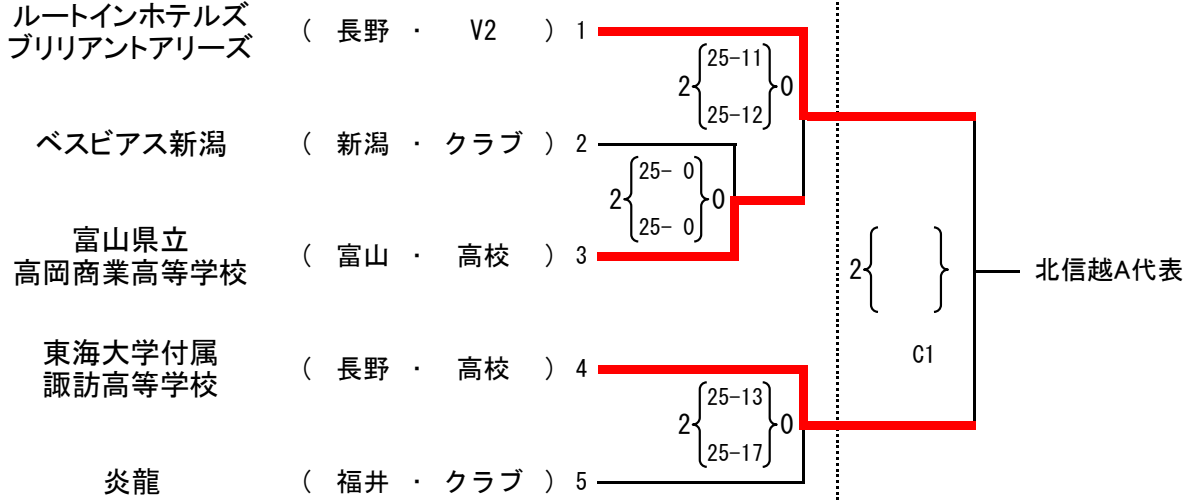 ルートインホテルズ
ブリリアントアリーズ
( 長野 ・ V2 ) 1
2 25-11 0
25-12
ベスビアス新潟 ( 新潟 ・ クラブ ) 2
2 25- 0 0
25- 0
富山県立
高岡商業高等学校
( 富山 ・ 高校 ) 3
2
北信越A代表
C1
東海大学付属
諏訪高等学校
( 長野 ・ 高校 ) 4
2 25-13 0
25-17
炎龍 ( 福井 ・ クラブ ) 5